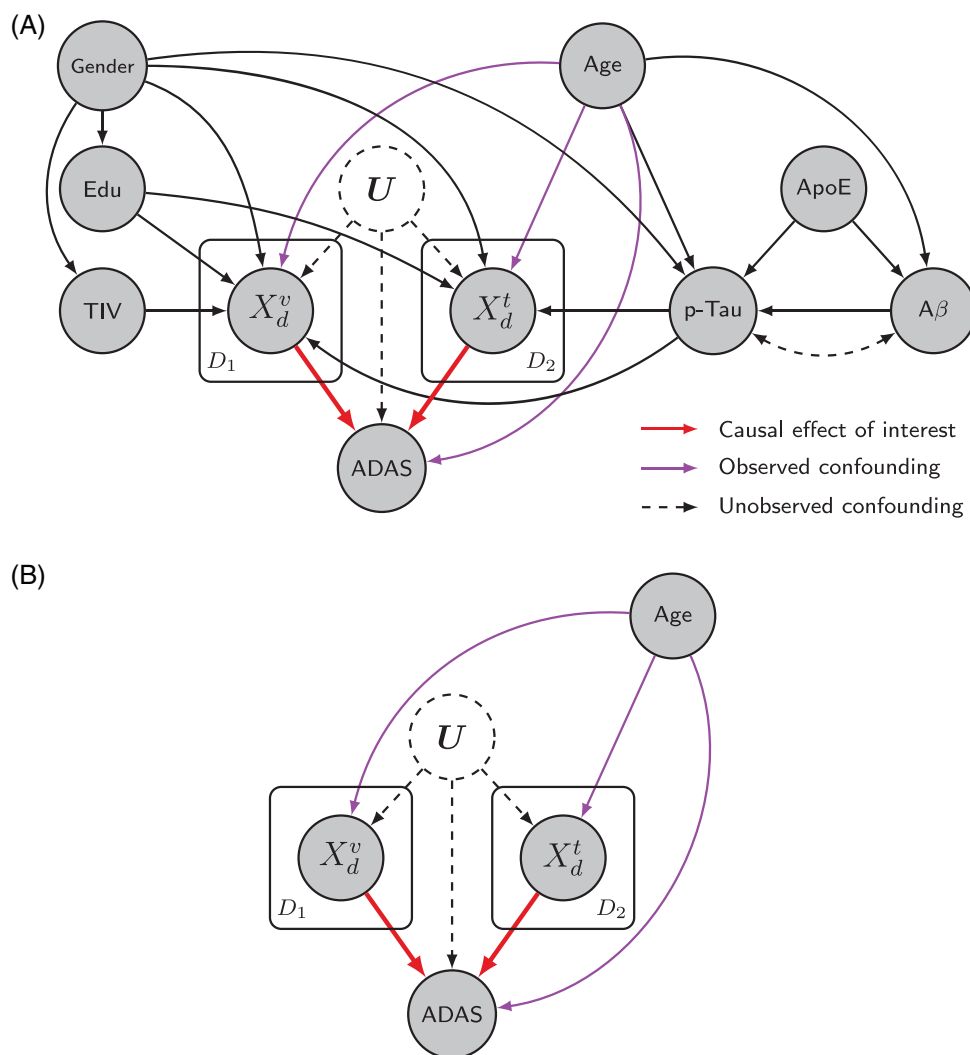 (A)
Gender
Age
Edu
U
ApoE
TIV
X_d^v
X_d^t
p-Tau
Aβ
D_1
D_2
ADAS
Causal effect of interest
Observed confounding
Unobserved confounding
(B)
Age
U
X_d^v
X_d^t
D_1
D_2
ADAS